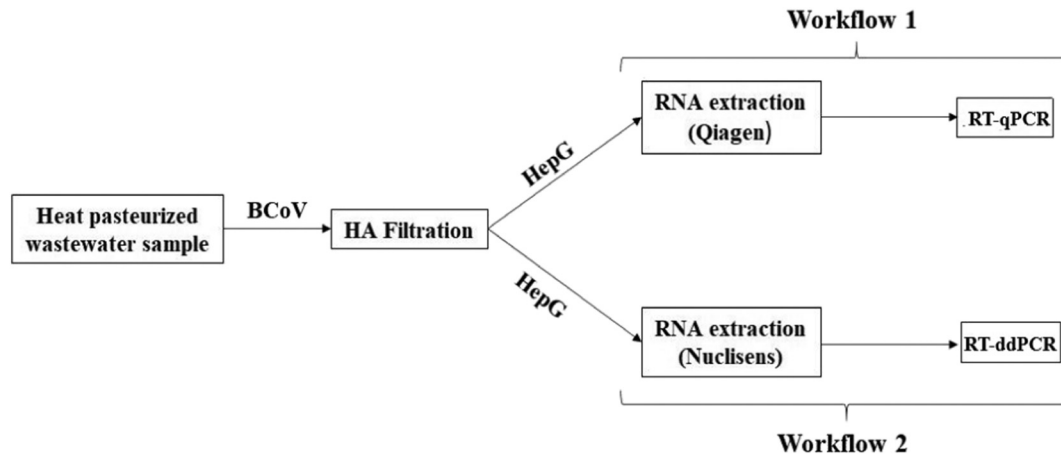 Workflow 1
RNA extraction
(Qiagen)
.RT-qPCR
HepG
Heat pasteurized
wastewater sample
BCoV
HA Filtration
HepG
RNA extraction
(Nuclisens)
RT-ddPCR
Workflow 2